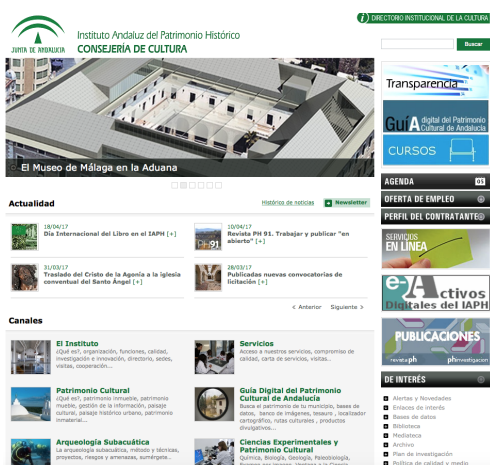 DIRECTORIO INSTITUCIONAL DE LA CULTURA
JUNTA DE ANDALUCIA
Instituto Andaluz del Patrimonio Histórico
CONSEJERÍA DE CULTURA
Buscar
El Museo de Málaga en la Aduana
Actualidad
Histórico de noticias
Newsletter
18/04/17
Día Internacional del Libro en el IAPH [+]
10/04/17
Revista PH 91. Trabajar y publicar "en
abierto" [+]
31/03/17
Traslado del Cristo de la Agonía a la iglesia
conventual del Santo Ángel [+]
28/03/17
Publicadas nuevas convocatorias de
licitación [+]
< Anterior Siguiente >
Canales
El Instituto
¿Qué es?, organización, funciones, calidad,
investigación e innovación, directorio, sedes,
visitas, cooperación...
Servicios
Acceso a nuestros servicios, compromiso de
calidad, carta de servicios, visitas...
Patrimonio Cultural
¿Qué es?, patrimonio inmueble, patrimonio
mueble, gestión de la información, paisaje
cultural, paisaje histórico urbano, patrimonio
inmaterial...
Guía Digital del Patrimonio
Cultural de Andalucía
Busca el patrimonio de tu municipio, bases de
datos, banco de imágenes, tesauro, localizador
cartográfico, rutas culturales, productos
divulgativos...
Arqueología Subacuática
La arqueología subacuática, método y técnicas,
proyectos, riesgos y amenazas, sumérgete...
Ciencias Experimentales y
Patrimonio Cultural
Química, Biología, Geología, Paleobiología,
Transparencia
Guía digital del Patrimonio
Cultural de Andalucía
CURSOS
AGENDA 05
OFERTA DE EMPLEO
PERFIL DEL CONTRATANTE
SERVICIOS
EN LÍNEA
e-Activos
Digitales del IAPH
PUBLICACIONES
revistaph phinvestigacion
DE INTERÉS
Alertas y Novedades
Enlaces de interés
Bases de datos
Biblioteca
Mediateca
Archivo
Plan de investigación
Política de calidad y medio